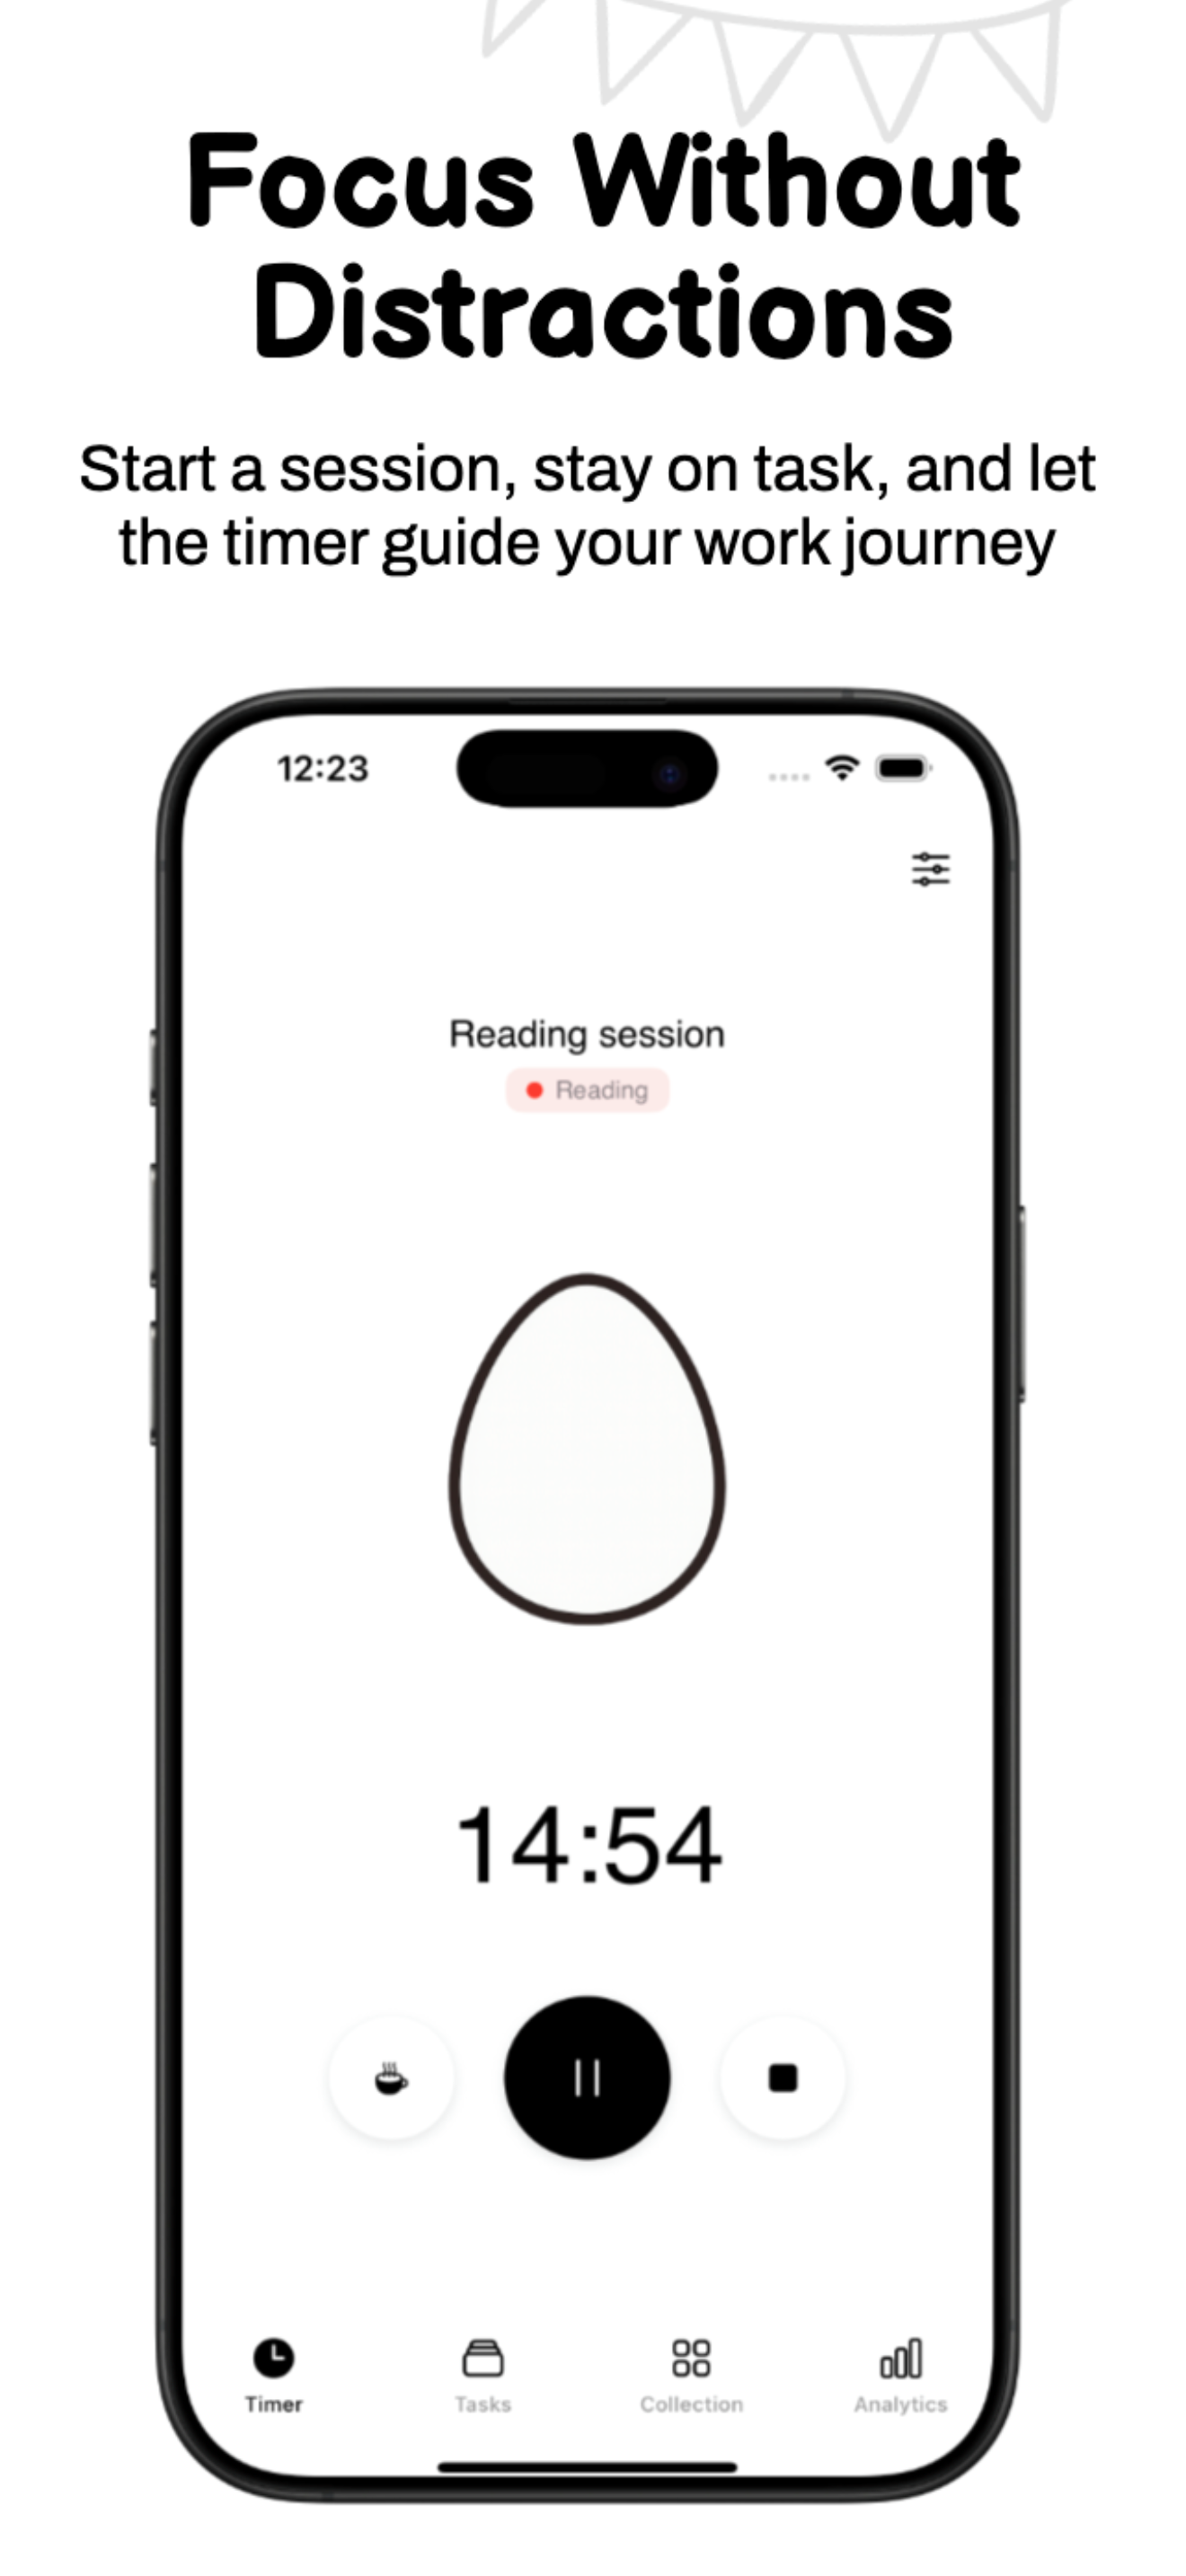 Focus Without
Distractions
Start a session, stay on task, and let
the timer guide your work journey
12:23
Reading session
Reading
14:54
Timer
Tasks
Collection
Analytics